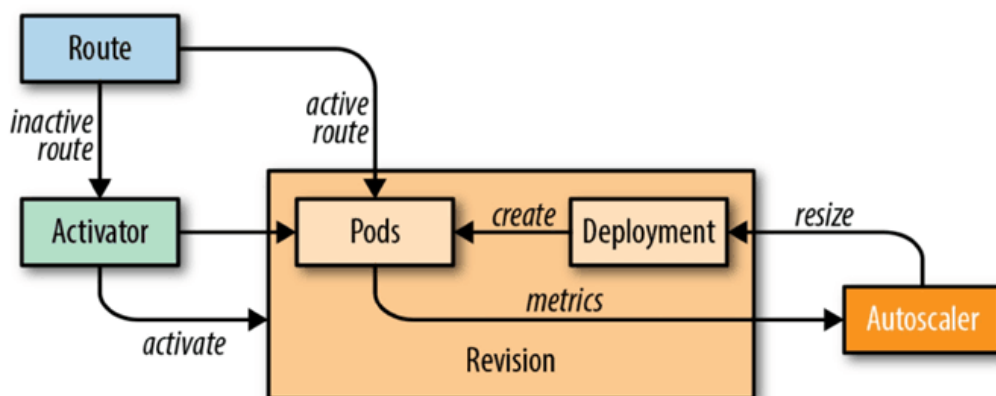 Route
inactive
route
active
route
Activator
Pods
create
Deployment
resize
activate
metrics
Autoscaler
Revision